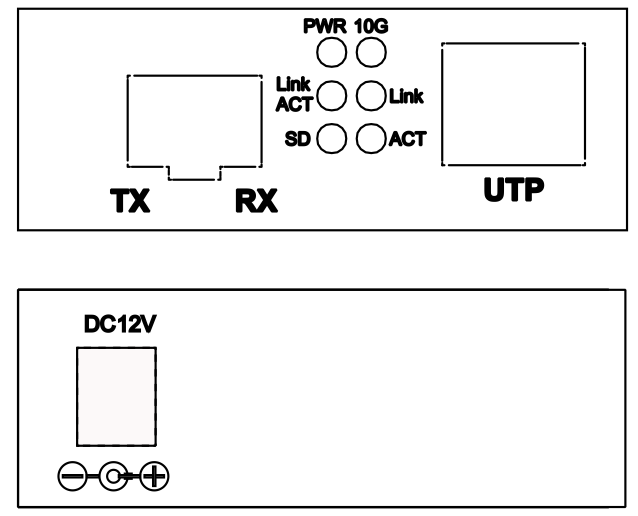 PWR 10G
Link
ACT
Link
SD
ACT
TX
RX
UTP
DC12V